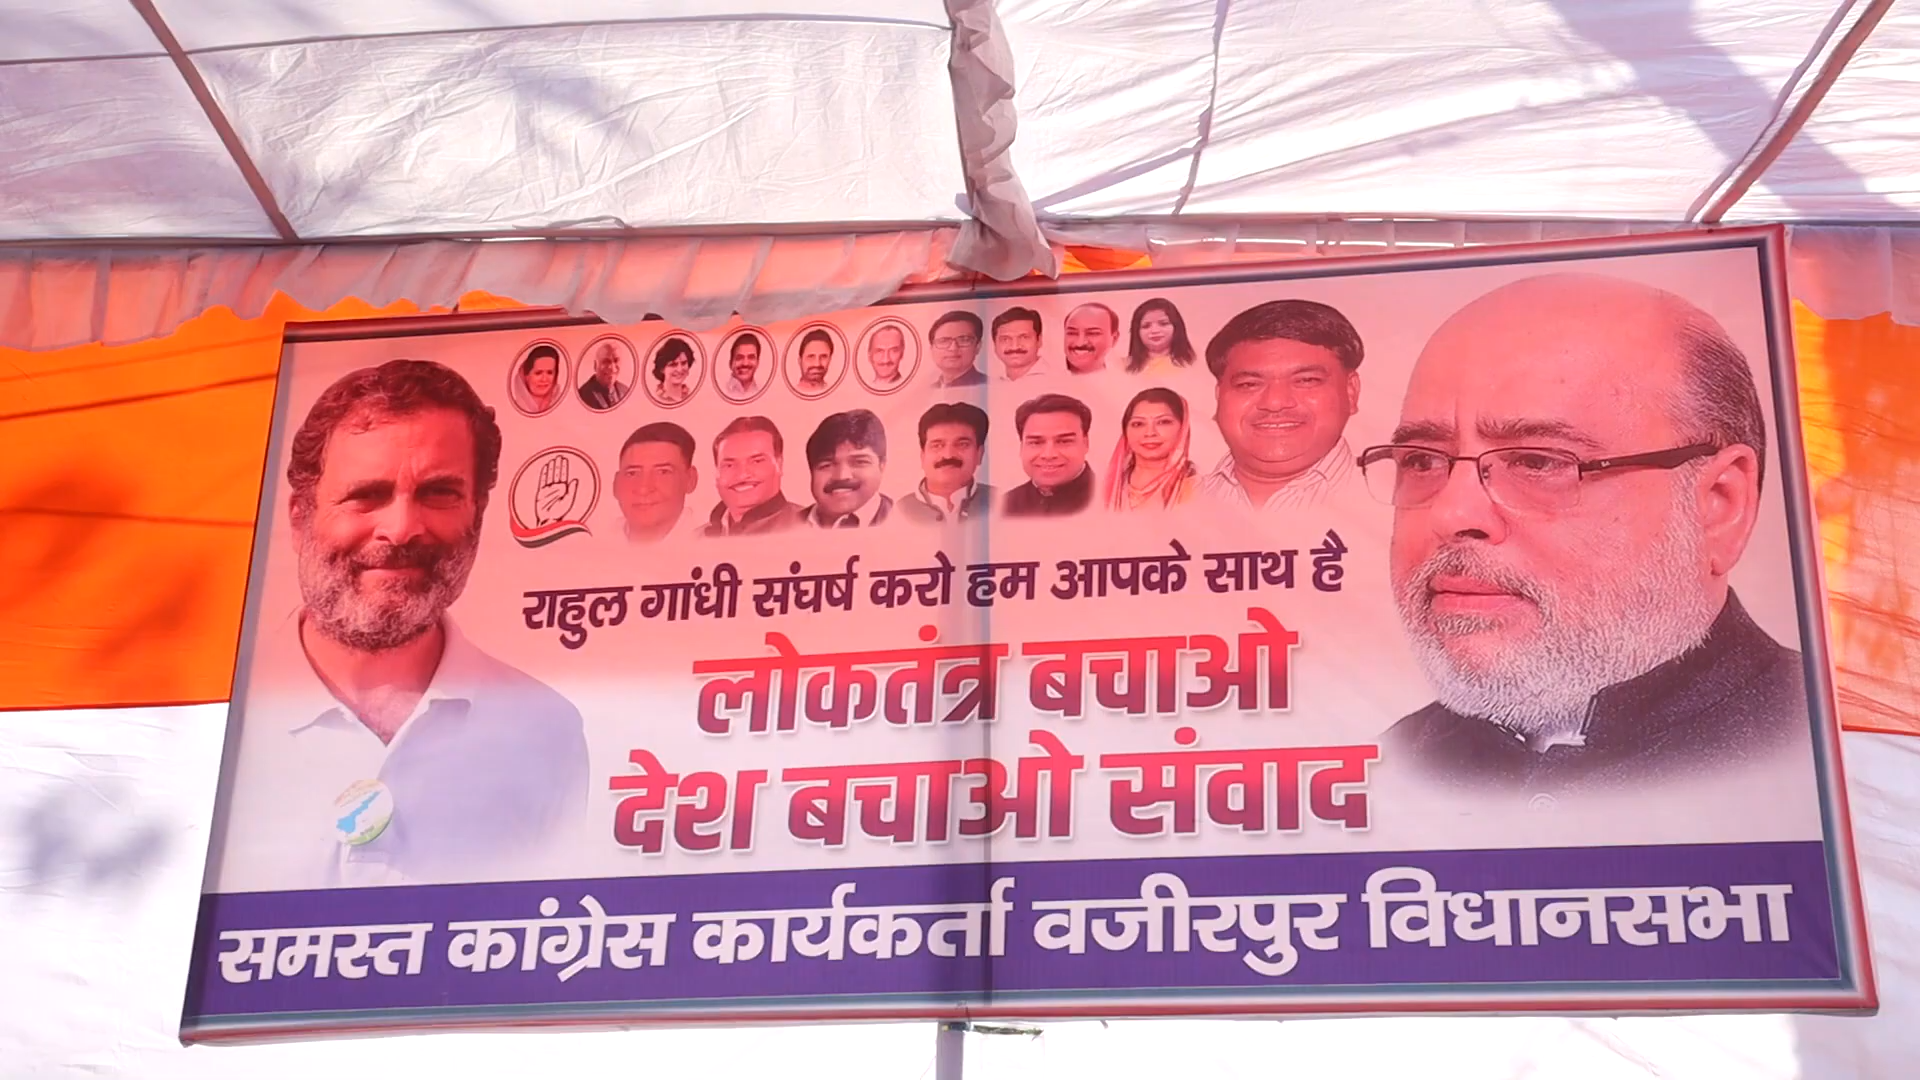 राहुल गांधी संघर्ष करो हम आपके साथ है
लोकतंत्र बचाओ
देश बचाओ संवाद
समस्त कांग्रेस कार्यकर्ता वजीरपुर विधानसभा